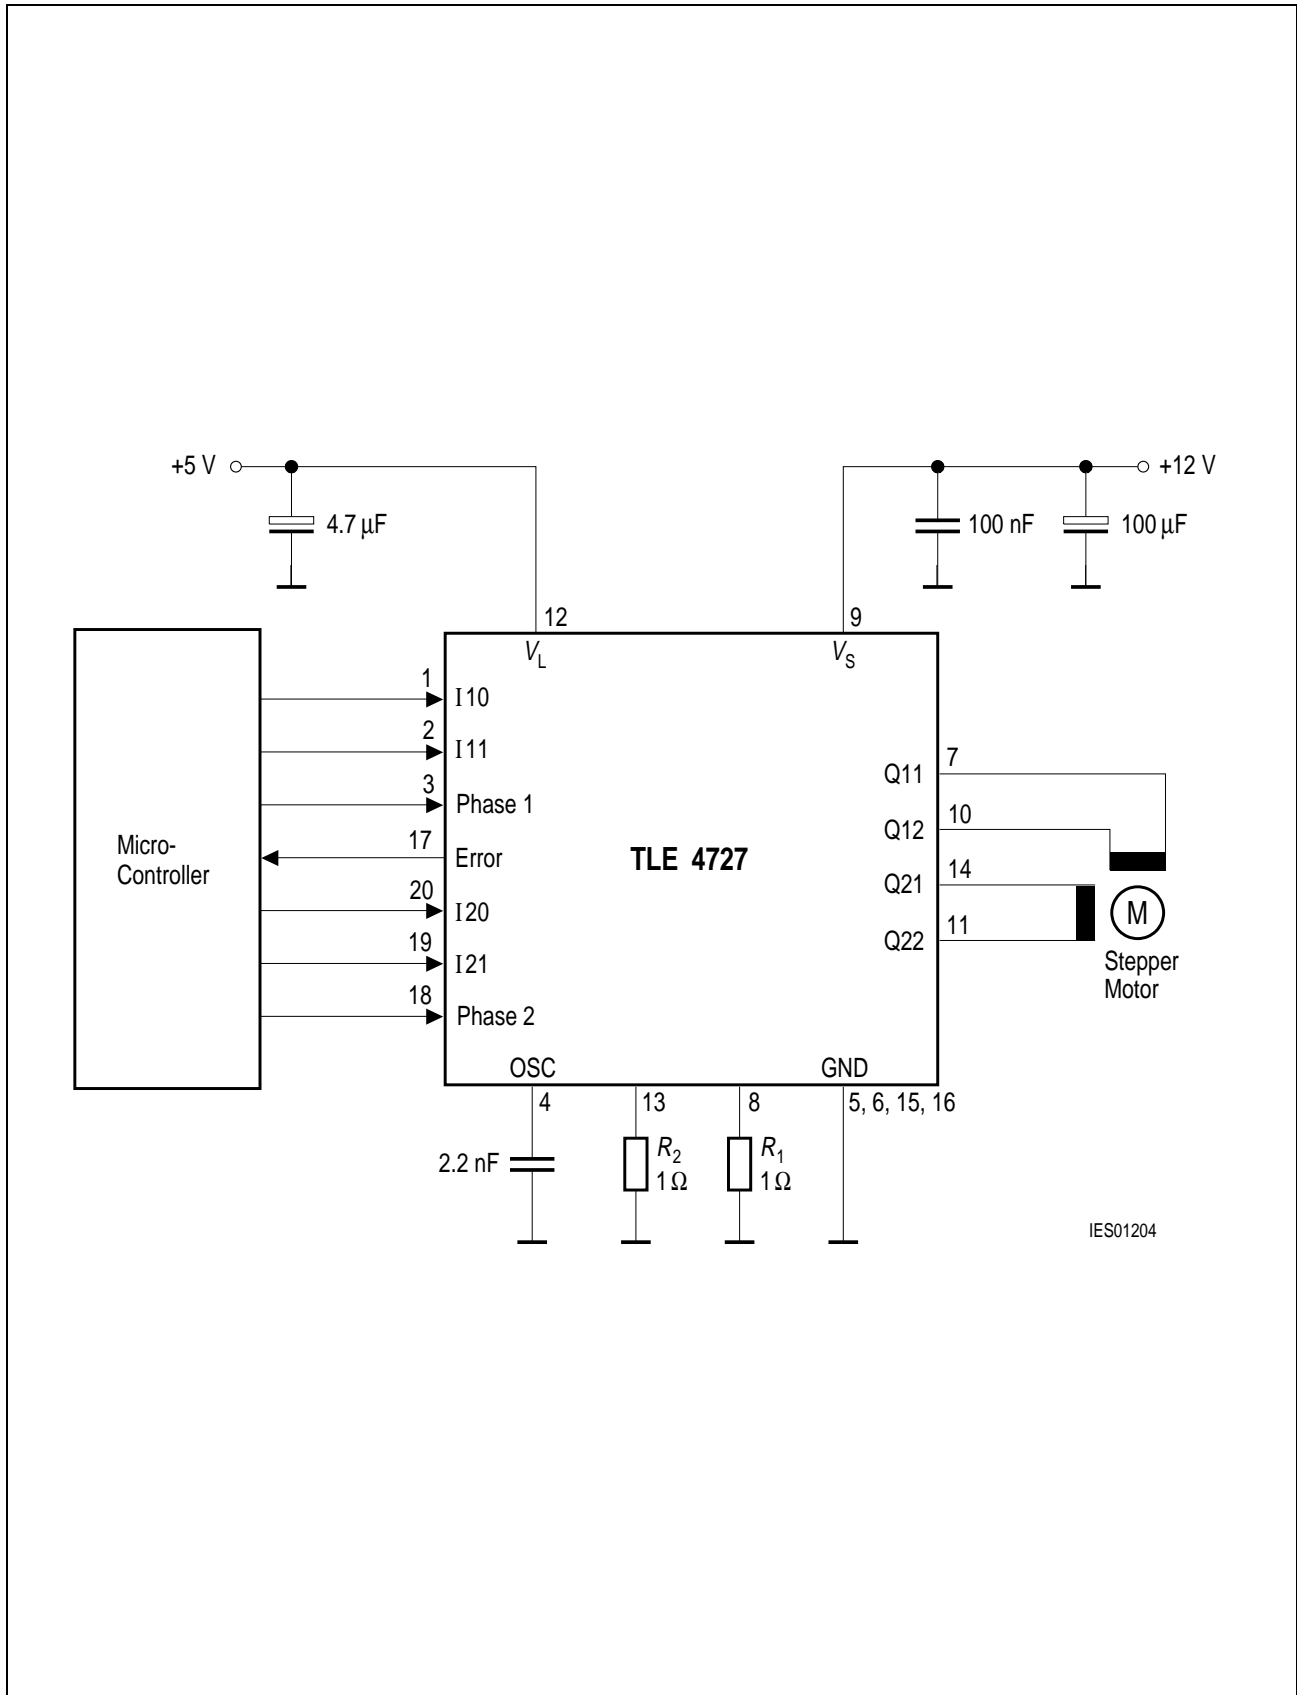 +5 V
+12 V
4.7 µF
100 nF
100 µF
12
9
V_L
V_S
1
I10
2
I11
3
Phase 1
17
Error
20
I20
19
I21
18
Phase 2
Micro-
Controller
TLE 4727
Q11
7
Q12
10
Q21
14
Q22
11
M
Stepper
Motor
OSC
GND
4
13
8
5, 6, 15, 16
2.2 nF
R2
1 Ω
R1
1 Ω
IES01204